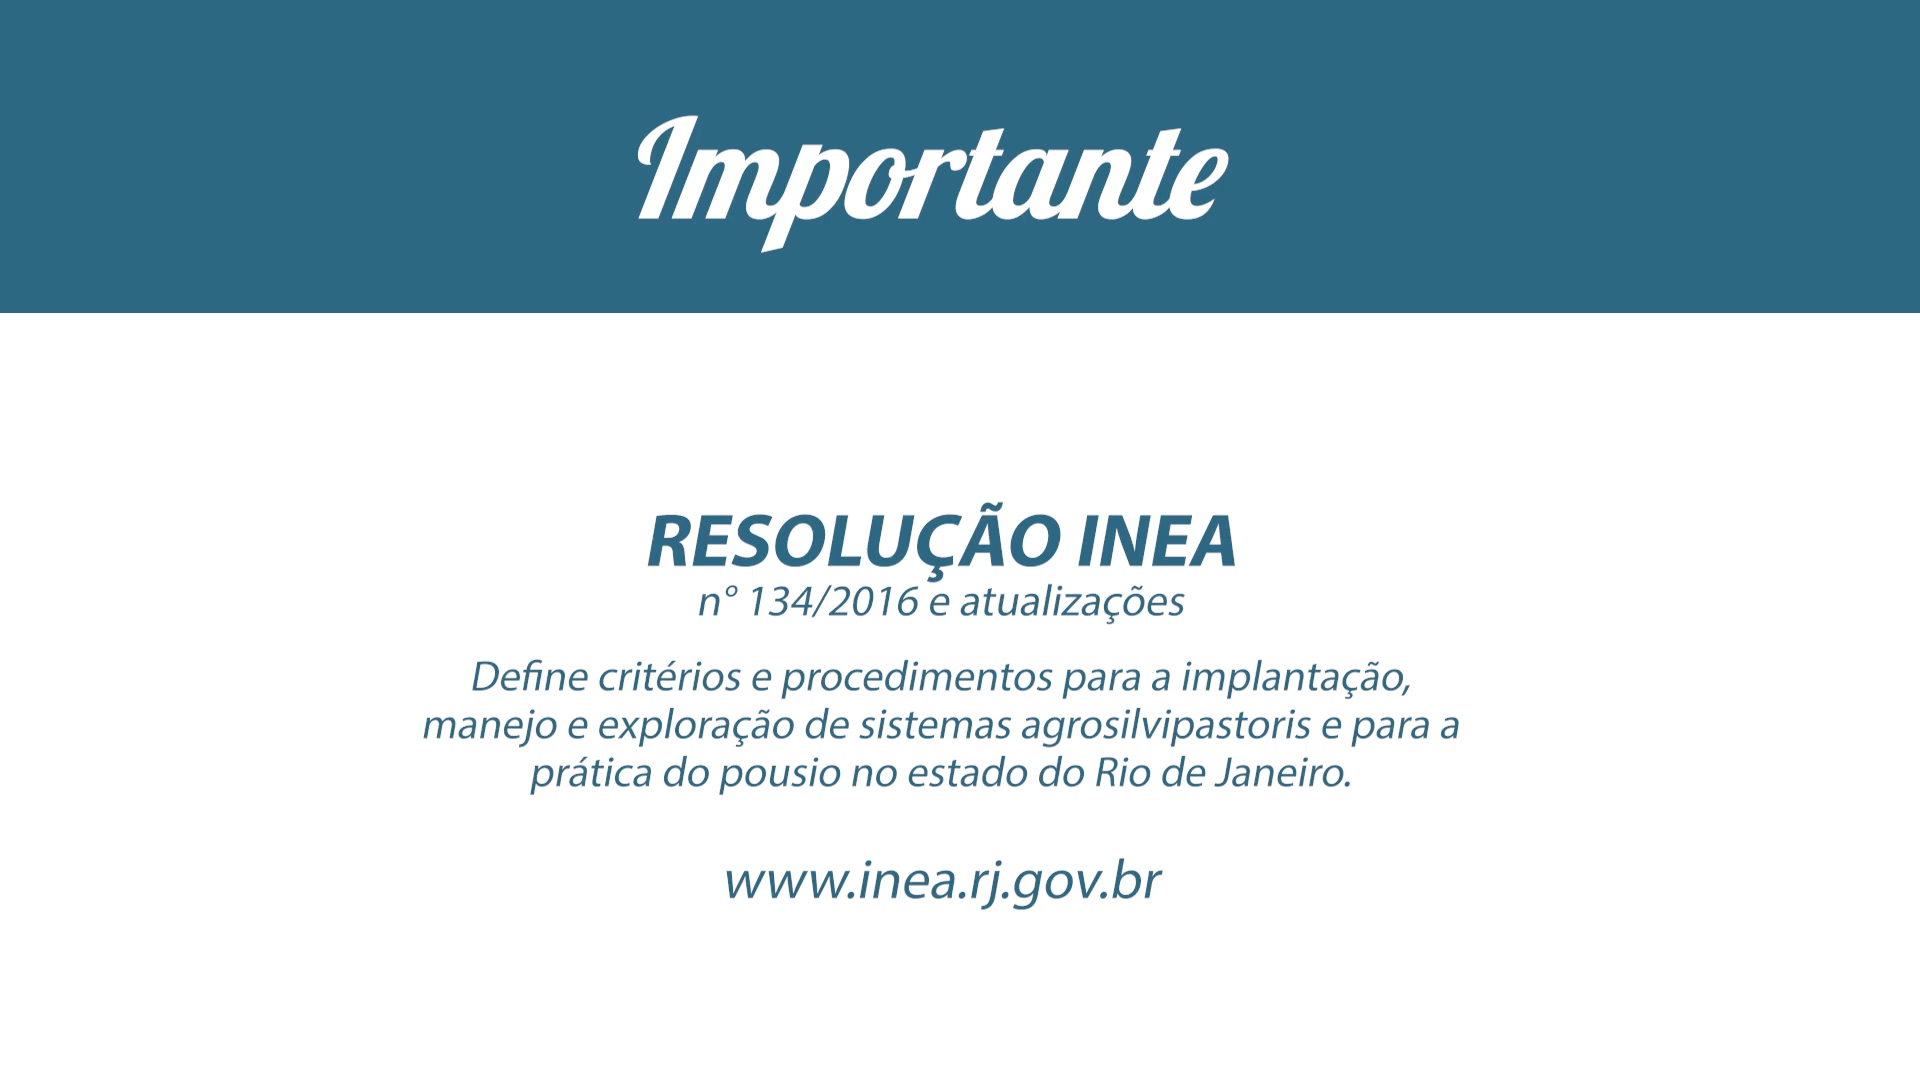 Importante
RESOLUÇÃO INEA
n° 134/2016 e atualizações
Define critérios e procedimentos para a implantação,
manejo e exploração de sistemas agrosilvipastoris e para a
prática do pousio no estado do Rio de Janeiro.
www.inea.rj.gov.br